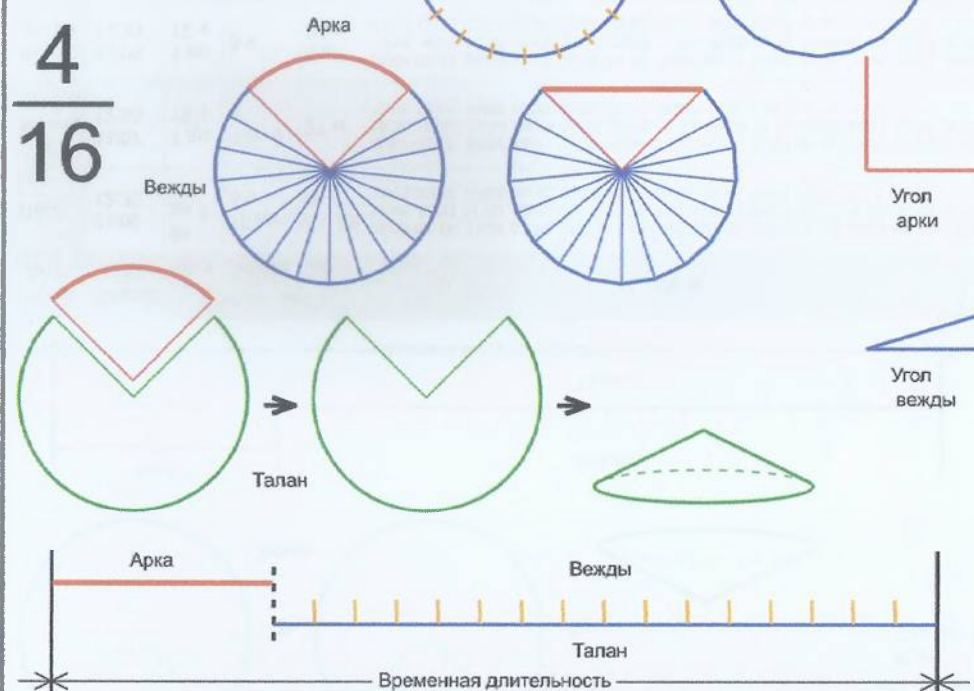 Арка
4
16
Вежды
Угол
арки
Угол
вежды
Талан
Арка
Вежды
Талан
Временная длительность